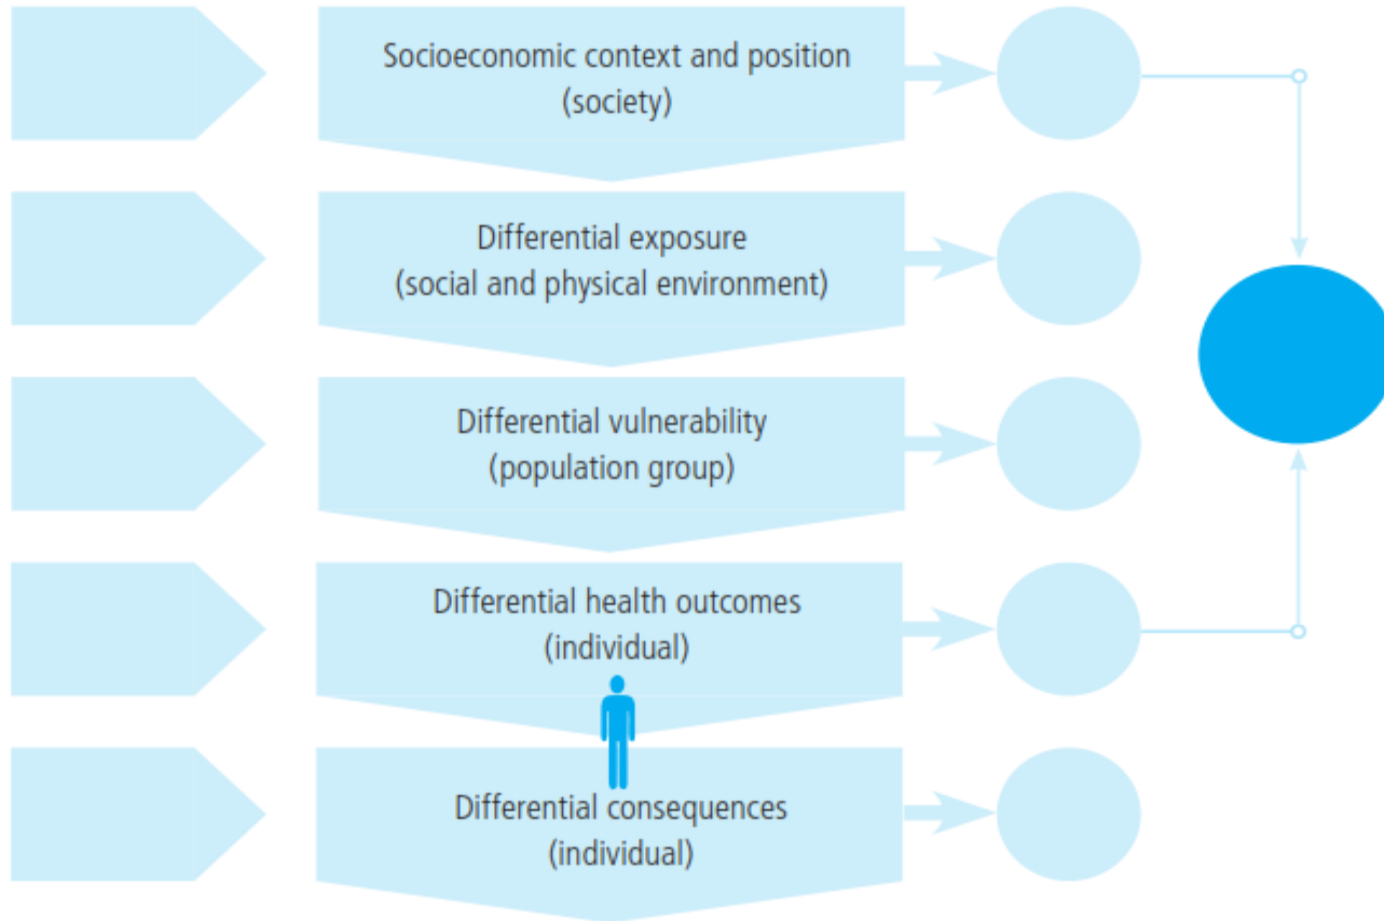 Socioeconomic context and position
(society)
Differential exposure
(social and physical environment)
Differential vulnerability
(population group)
Differential health outcomes
(individual)
Differential consequences
(individual)